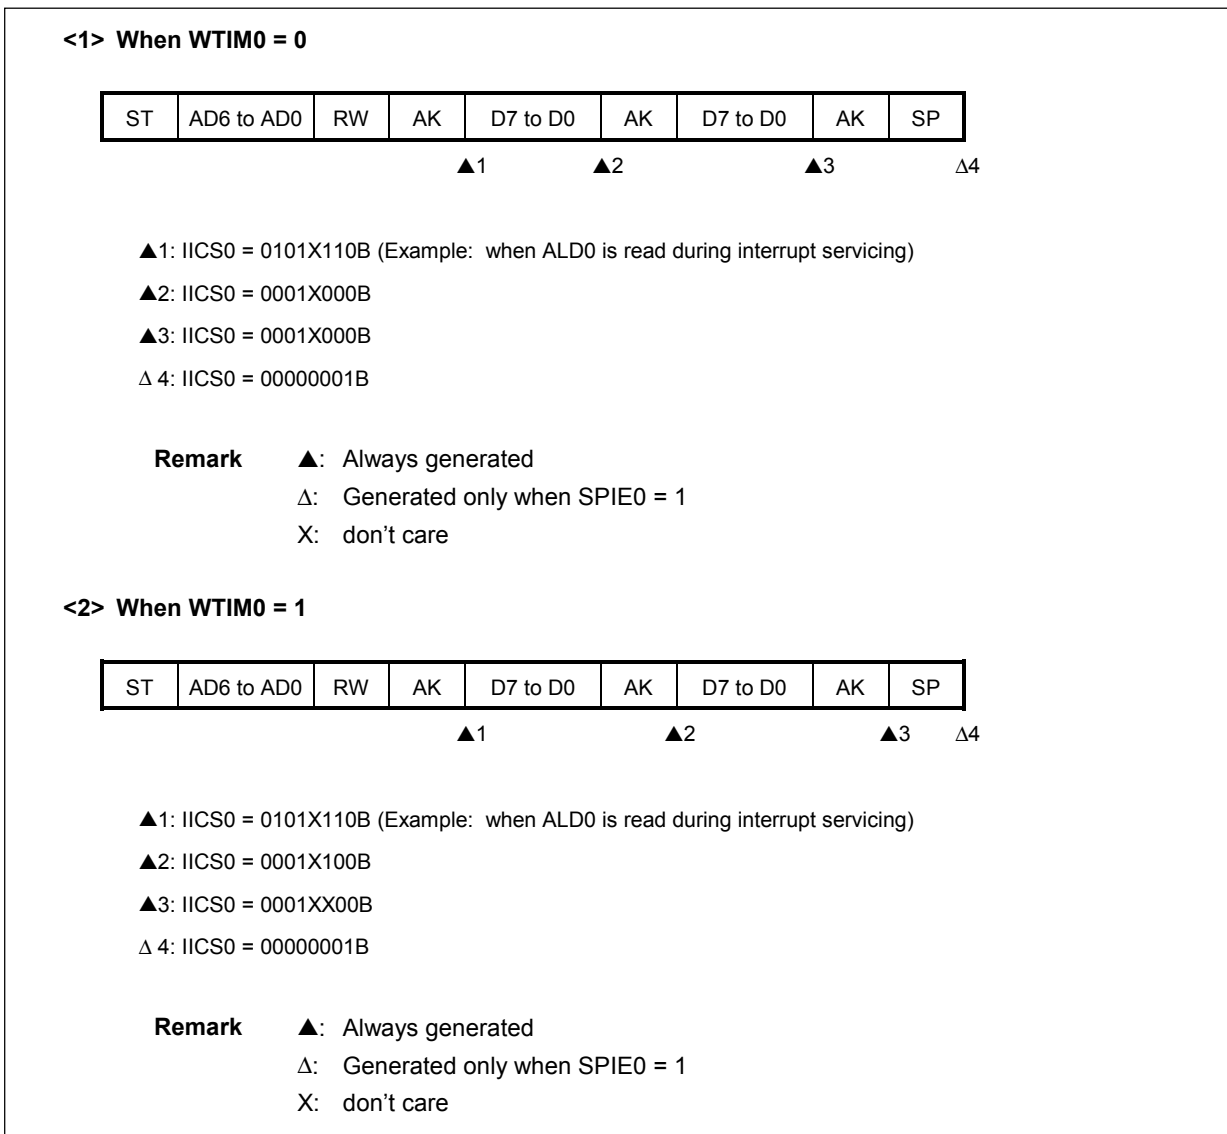 <1> When WTIM0 = 0
ST AD6 to AD0 RW AK D7 to D0 AK D7 to D0 AK SP
▲1 ▲2 ▲3 Δ4
▲1: IICS0 = 0101X110B (Example: when ALD0 is read during interrupt servicing)
▲2: IICS0 = 0001X000B
▲3: IICS0 = 0001X000B
Δ 4: IICS0 = 00000001B
Remark ▲: Always generated
Δ: Generated only when SPIE0 = 1
X: don’t care
<2> When WTIM0 = 1
ST AD6 to AD0 RW AK D7 to D0 AK D7 to D0 AK SP
▲1 ▲2 ▲3 Δ4
▲1: IICS0 = 0101X110B (Example: when ALD0 is read during interrupt servicing)
▲2: IICS0 = 0001X100B
▲3: IICS0 = 0001XX00B
Δ 4: IICS0 = 00000001B
Remark ▲: Always generated
Δ: Generated only when SPIE0 = 1
X: don’t care